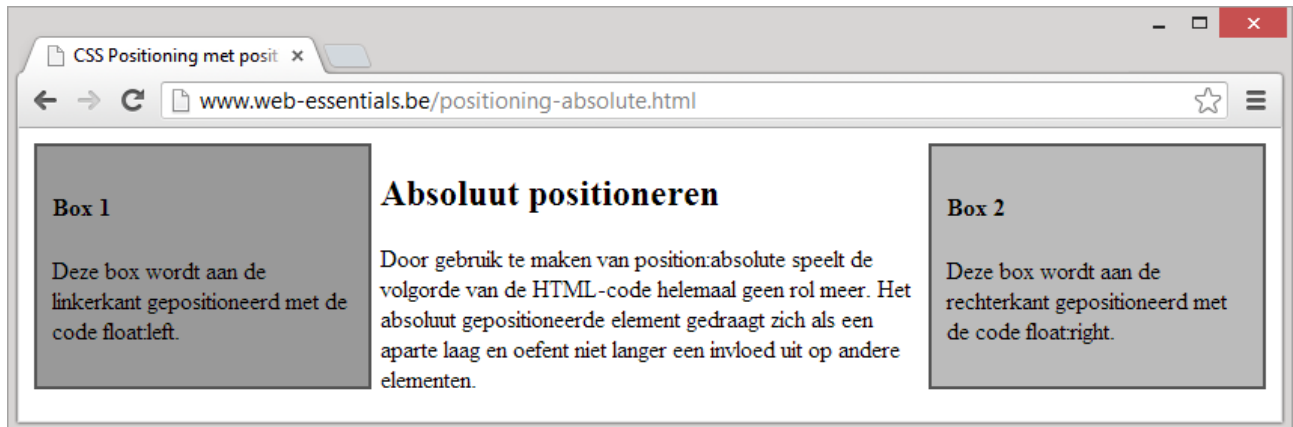 CSS Positioning met posit
www.web-essentials.be/positioning-absolute.html
Box 1
Deze box wordt aan de
linkerkant gepositioneerd met de
code float:left.
Absoluut positioneren
Door gebruik te maken van position:absolute speelt de
volgorde van de HTML-code helemaal geen rol meer. Het
absoluut gepositioneerde element gedraagt zich als een
aparte laag en oefent niet langer een invloed uit op andere
elementen.
Box 2
Deze box wordt aan de
rechterkant gepositioneerd met
de code float:right.